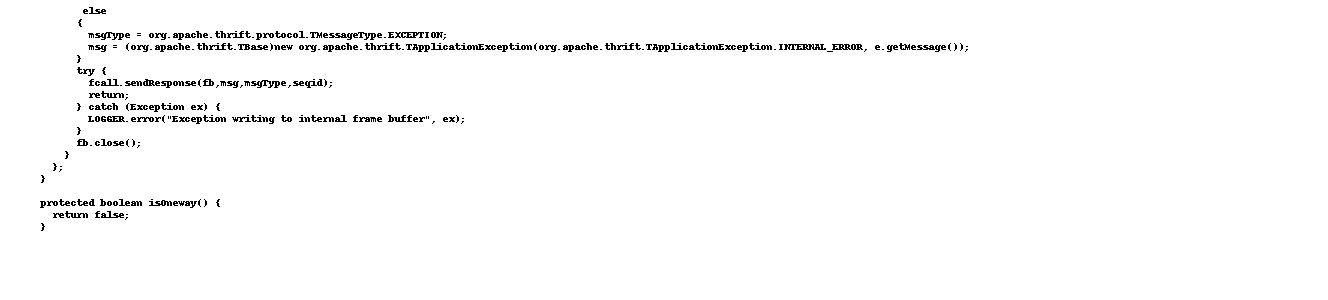 else
{
msgType = org.apache.thrift.protocol.TMessageType.EXCEPTION;
msg = (org.apache.thrift.TBase)new org.apache.thrift.TApplicationException(org.apache.thrift.TApplicationException.INTERNAL_ERROR, e.getMessage());
}
try {
fcall.sendResponse(fb,msg,msgType,seqid);
return;
} catch (Exception ex) {
LOGGER.error("Exception writing to internal frame buffer", ex);
}
fb.close();
}
};
}
protected boolean isOneway() {
return false;
}